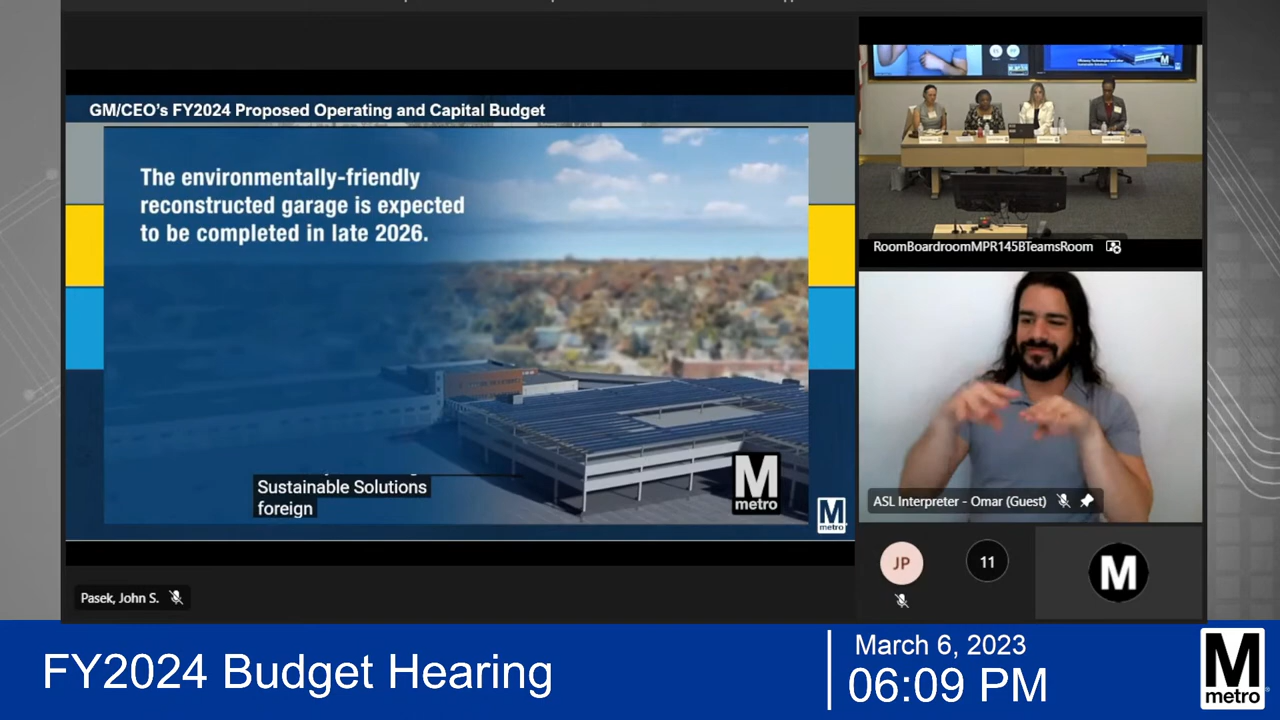 GM/CEO's FY2024 Proposed Operating and Capital Budget
The environmentally-friendly
reconstructed garage is expected
to be completed in late 2026.
Sustainable Solutions
foreign
M
metro
M
metro
Pasek, John S.
RoomBoardroomMPR145BTeamsRoom
ASL Interpreter - Omar (Guest)
JP
11
M
FY2024 Budget Hearing
March 6, 2023
06:09 PM
M
metro